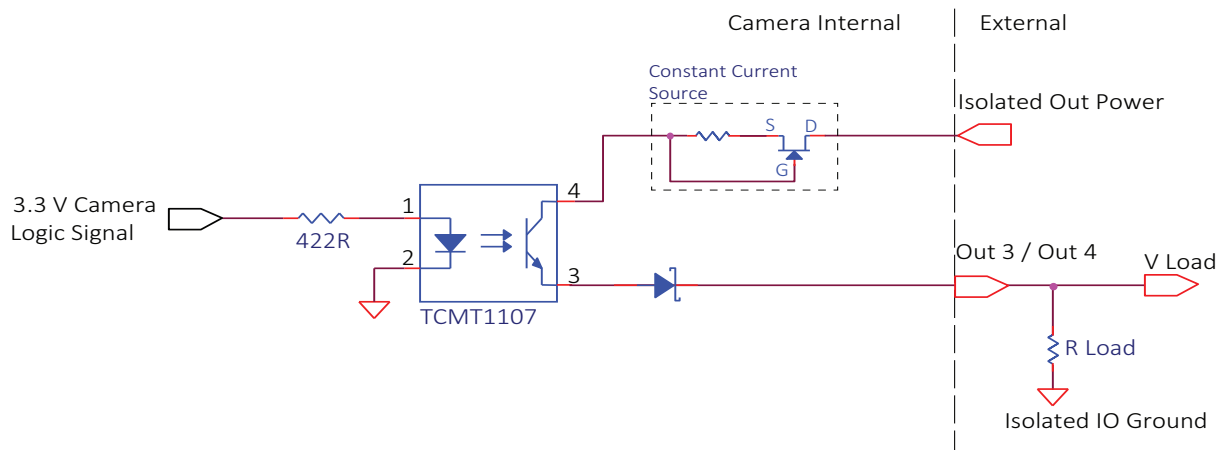 Camera Internal
External
Constant Current
Source
Isolated Out Power
S
D
G
4
3.3 V Camera
Logic Signal
1
422R
2
3
TCMT1107
Out 3 / Out 4
V Load
R Load
Isolated IO Ground